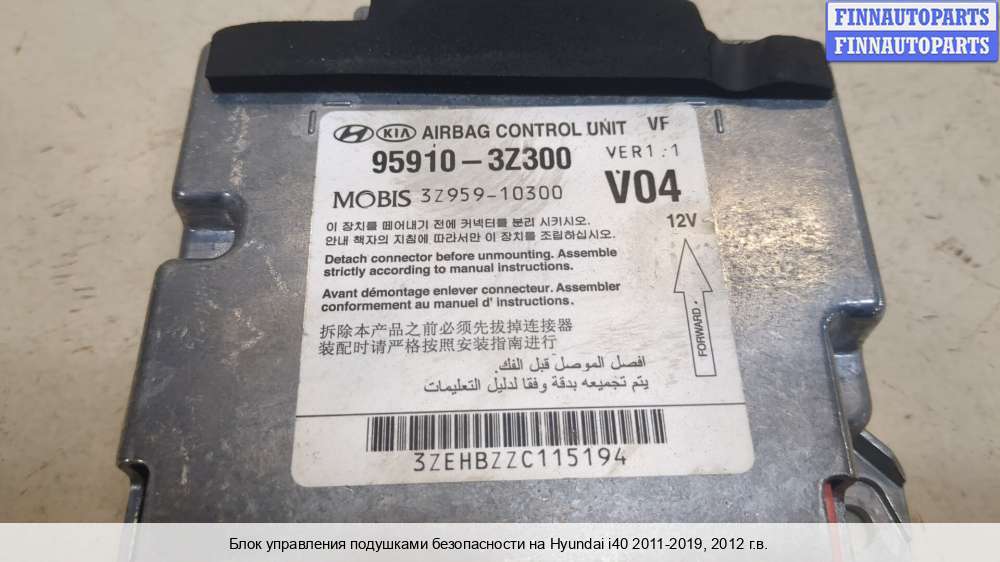 FINNAUTOPARTS
FINNAUTOPARTS
HYUNDAI KIA AIRBAG CONTROL UNIT VF
95910-3Z300 VER1.1
MOBIS 3Z959-10300 V04
이 장치를 떼어내기 전에 커넥터를 분리 시키시오. 12V
안내 책자의 지침에 따라서만 이 장치를 조립하십시오.
Detach connector before unmounting. Assemble
strictly according to manual instructions.
Avant démontage enlever connecteur. Assembler
conformement au manuel d' instructions.
FORWARD
拆除本产品之前必须先拔掉连接器
装配时请严格按照安装指南进行
افصل الموصل قبل الفك.
يتم تجميعه بدقة وفقا لدليل التعليمات
3ZEHBZZC115194
Блок управления подушками безопасности на Hyundai i40 2011-2019, 2012 г.в.